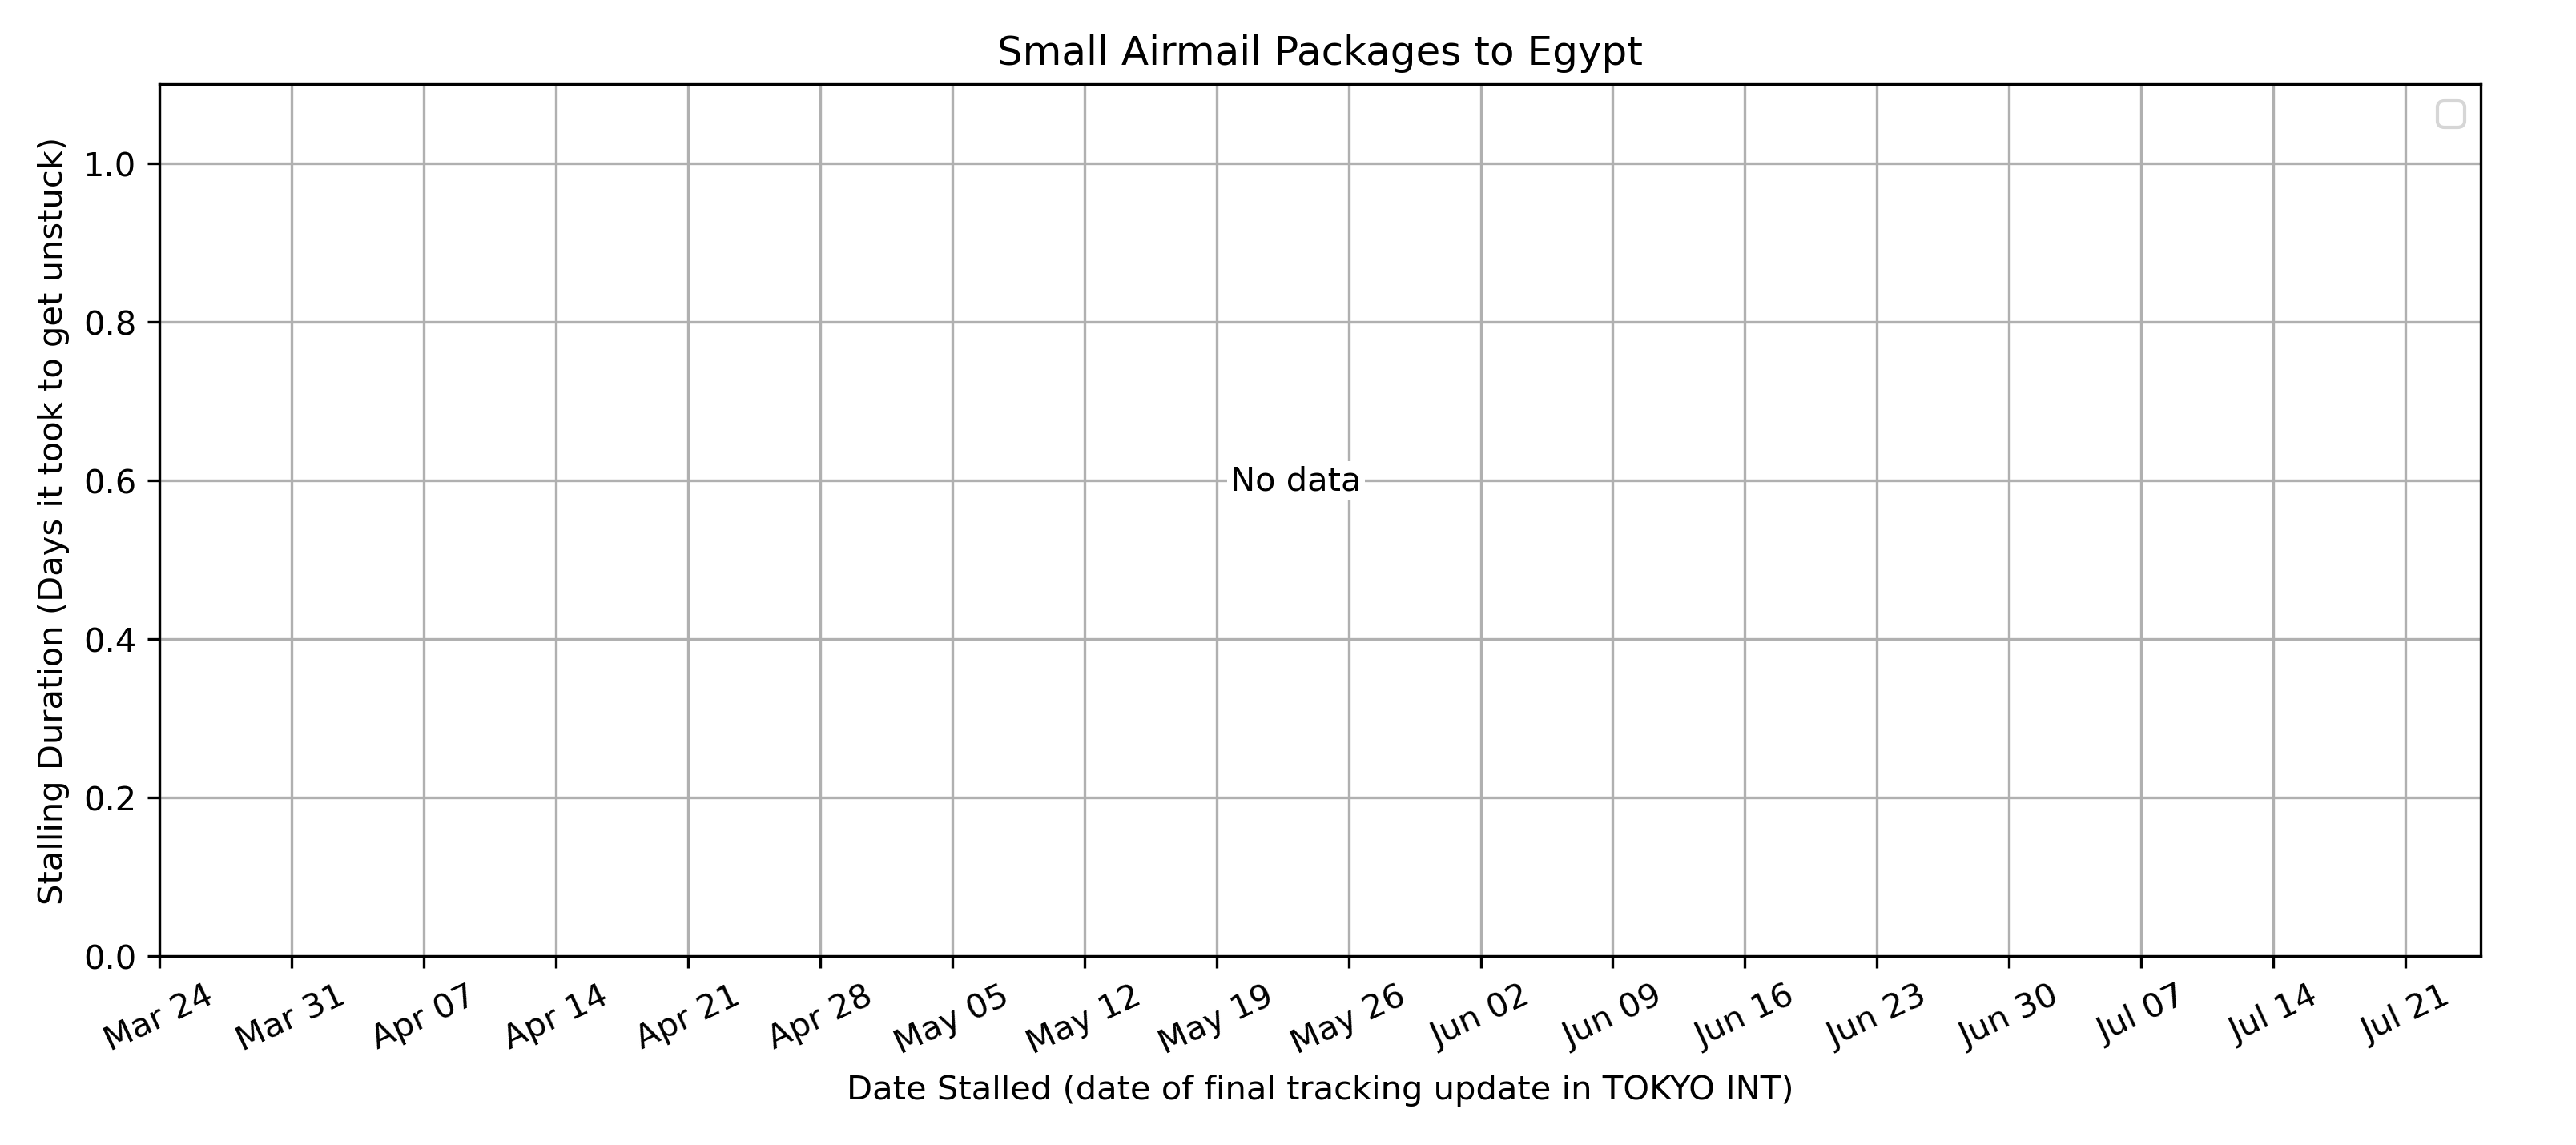 Small Airmail Packages to Egypt
Stalling Duration (Days it took to get unstuck)
1.0
0.8
0.6
0.4
0.2
0.0
No data
Mar 24
Mar 31
Apr 07
Apr 14
Apr 21
Apr 28
May 05
May 12
May 19
May 26
Jun 02
Jun 09
Jun 16
Jun 23
Jun 30
Jul 07
Jul 14
Jul 21
Date Stalled (date of final tracking update in TOKYO INT)